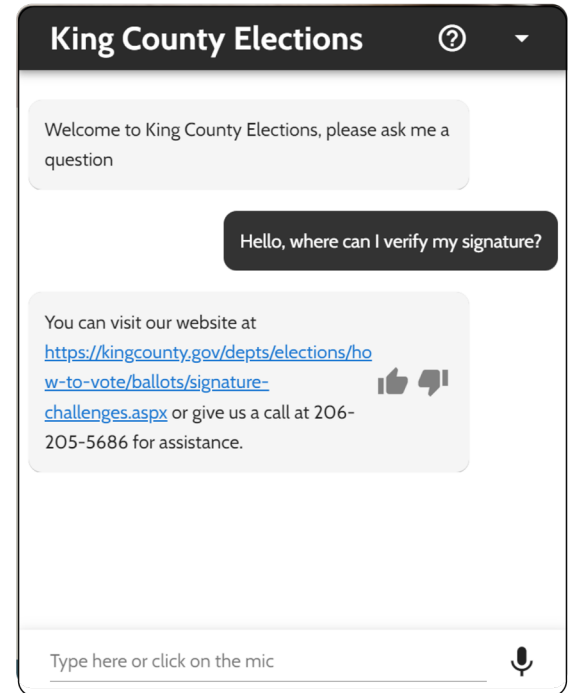 King County Elections
Welcome to King County Elections, please ask me a
question
Hello, where can I verify my signature?
You can visit our website at
https://kingcounty.gov/depts/elections/ho
w-to-vote/ballots/signature-
challenges.aspx or give us a call at 206-
205-5686 for assistance.
Type here or click on the mic